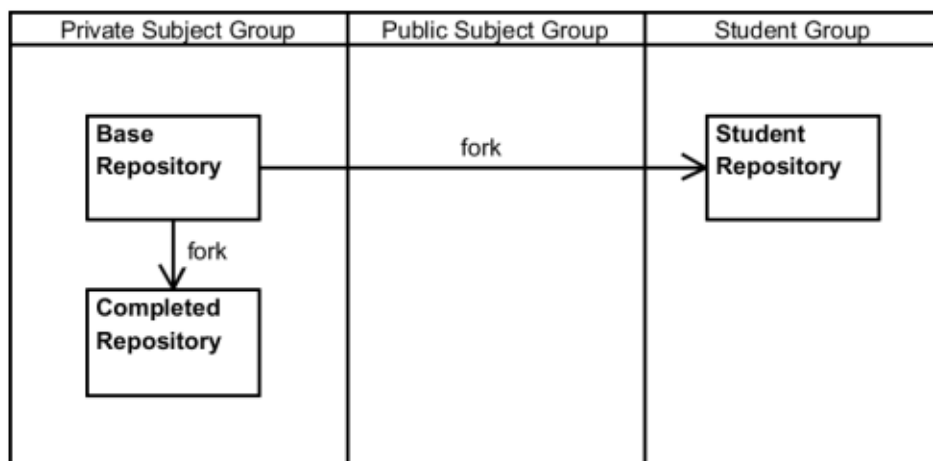 Private Subject Group
Public Subject Group
Student Group
Base
Repository
fork
Student
Repository
fork
Completed
Repository